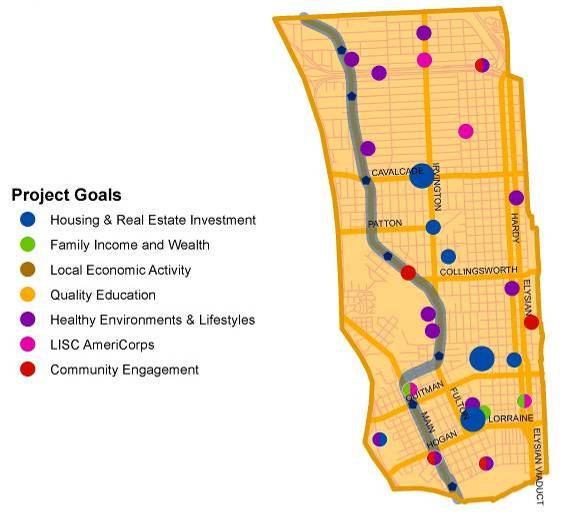 Project Goals
Housing & Real Estate Investment
Family Income and Wealth
Local Economic Activity
Quality Education
Healthy Environments & Lifestyles
LISC AmeriCorps
Community Engagement
CAVALCADE
IRVINGTON
PATTON
HARDY
COLLINGSWORTH
ELYSIAN
QUITMAN
FULTON
MAIN
LORRAINE
HOGAN
ELYSIAN VIADUCT